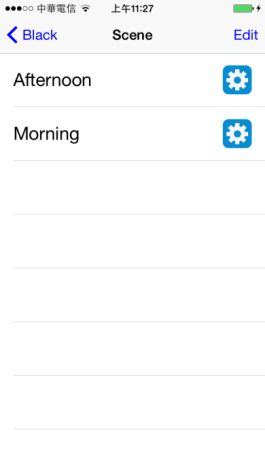 中華電信 上午11:27
Black Scene Edit
Afternoon
Morning